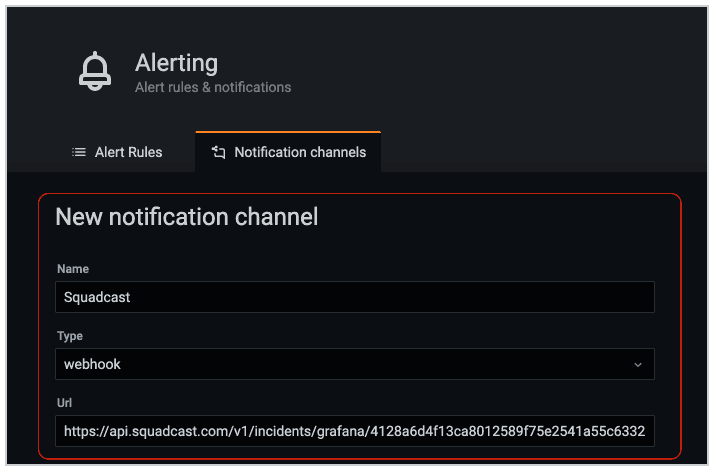 Alerting
Alert rules & notifications
Alert Rules
Notification channels
New notification channel
Name
Squadcast
Type
webhook
Url
https://api.squadcast.com/v1/incidents/grafana/4128a6d4f13ca8012589f75e2541a55c6332